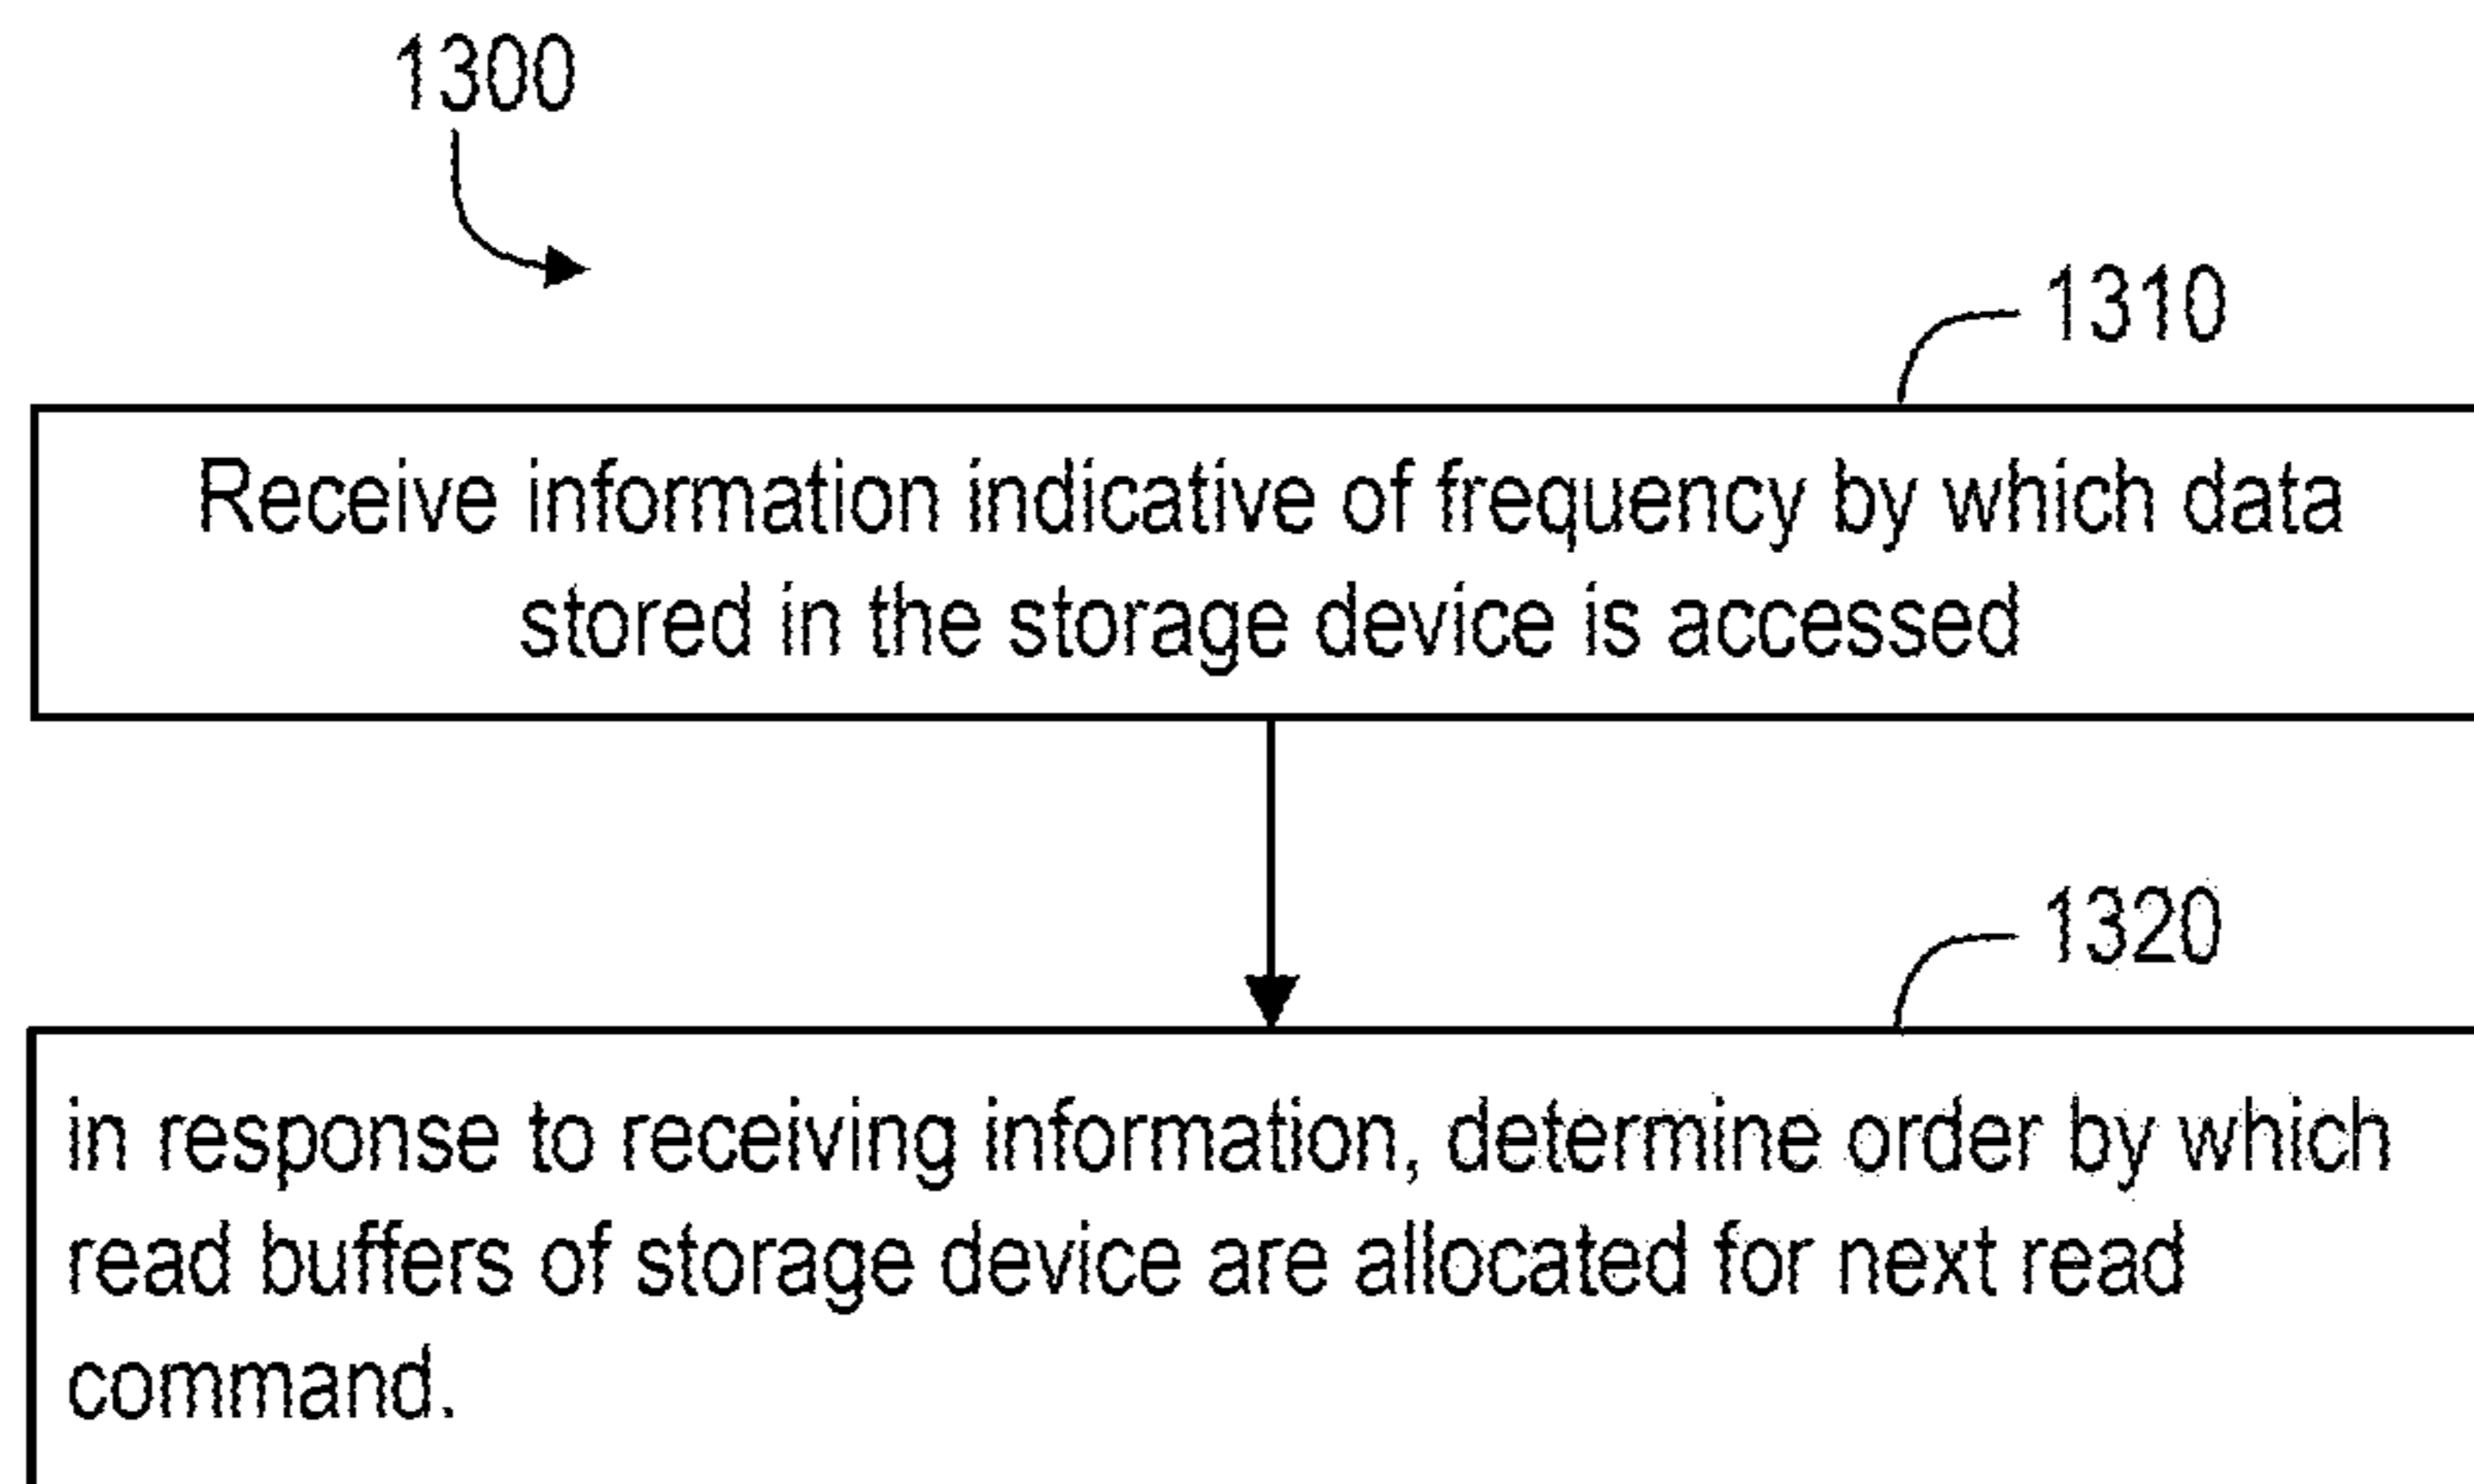 1300
1310
Receive information indicative of frequency by which data
stored in the storage device is accessed
1320
in response to receiving information, determine order by which
read buffers of storage device are allocated for next read
command.